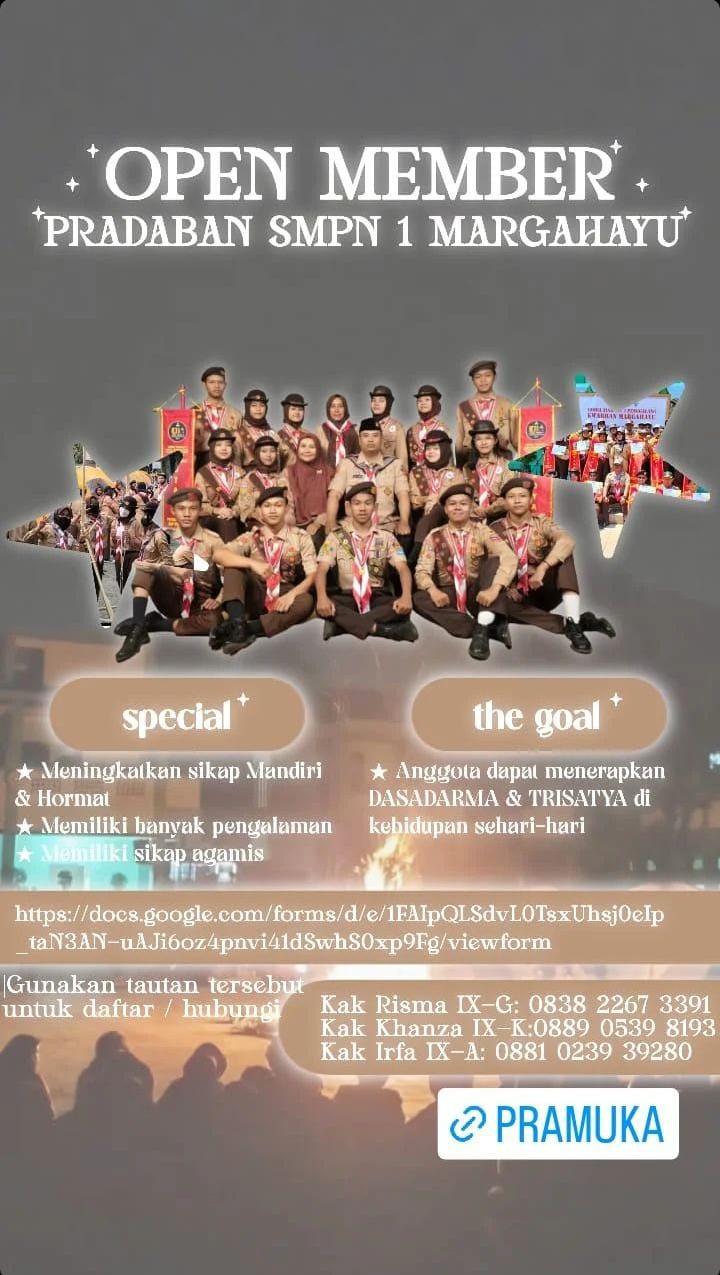 OPEN MEMBER
PRADABAN SMPN 1 MARGAHAYU
KWARRAN MARGAHAYU
special
the goal
★ Meningkatkan sikap Mandiri
& Hormat
★ Memiliki banyak pengalaman
★ Memiliki sikap agamis
★ Anggota dapat menerapkan
DASADARMA & TRISATYA di
kehidupan sehari-hari
https://docs.google.com/forms/d/e/1FAIpQLSdvL0TsxUhsj0eIp
_taN3AN-uAJi6oz4pnvi41dSwhS0xp9Fg/viewform
|Gunakan tautan tersebut
untuk daftar / hubungi
Kak Risma IX-G: 0838 2267 3391
Kak Khanza IX-K:0889 0539 8193
Kak Irfa IX-A: 0881 0239 39280
PRAMUKA